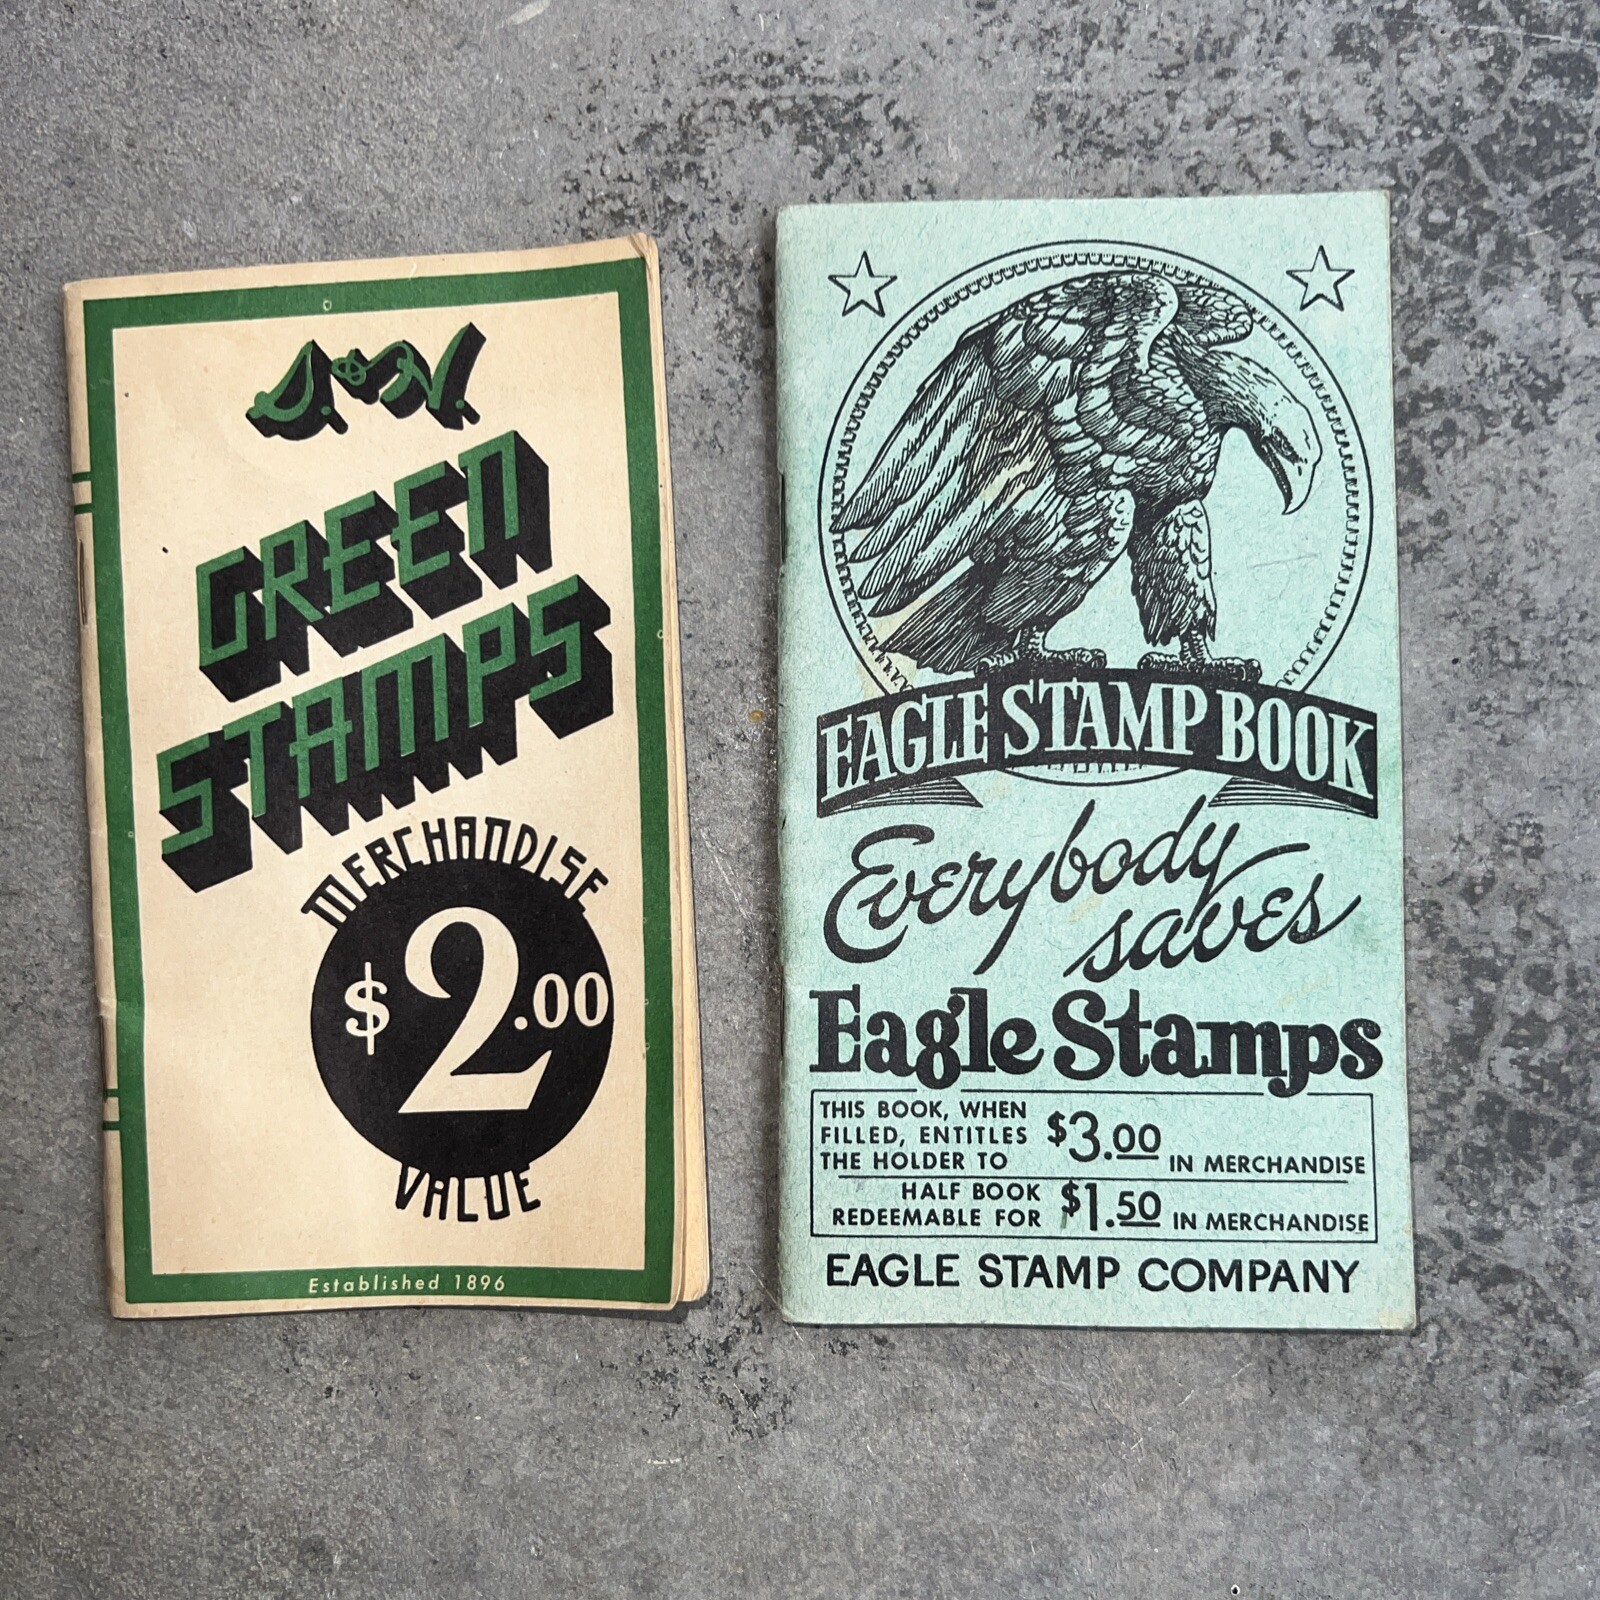 S. & H.
GREEN
STAMPS
MERCHANDISE
$2.00
VALUE
Established 1896
EAGLE STAMP BOOK
Everybody
saves
Eagle Stamps
THIS BOOK, WHEN
FILLED, ENTITLES
THE HOLDER TO
$3.00 IN MERCHANDISE
HALF BOOK
REDEEMABLE FOR
$1.50 IN MERCHANDISE
EAGLE STAMP COMPANY